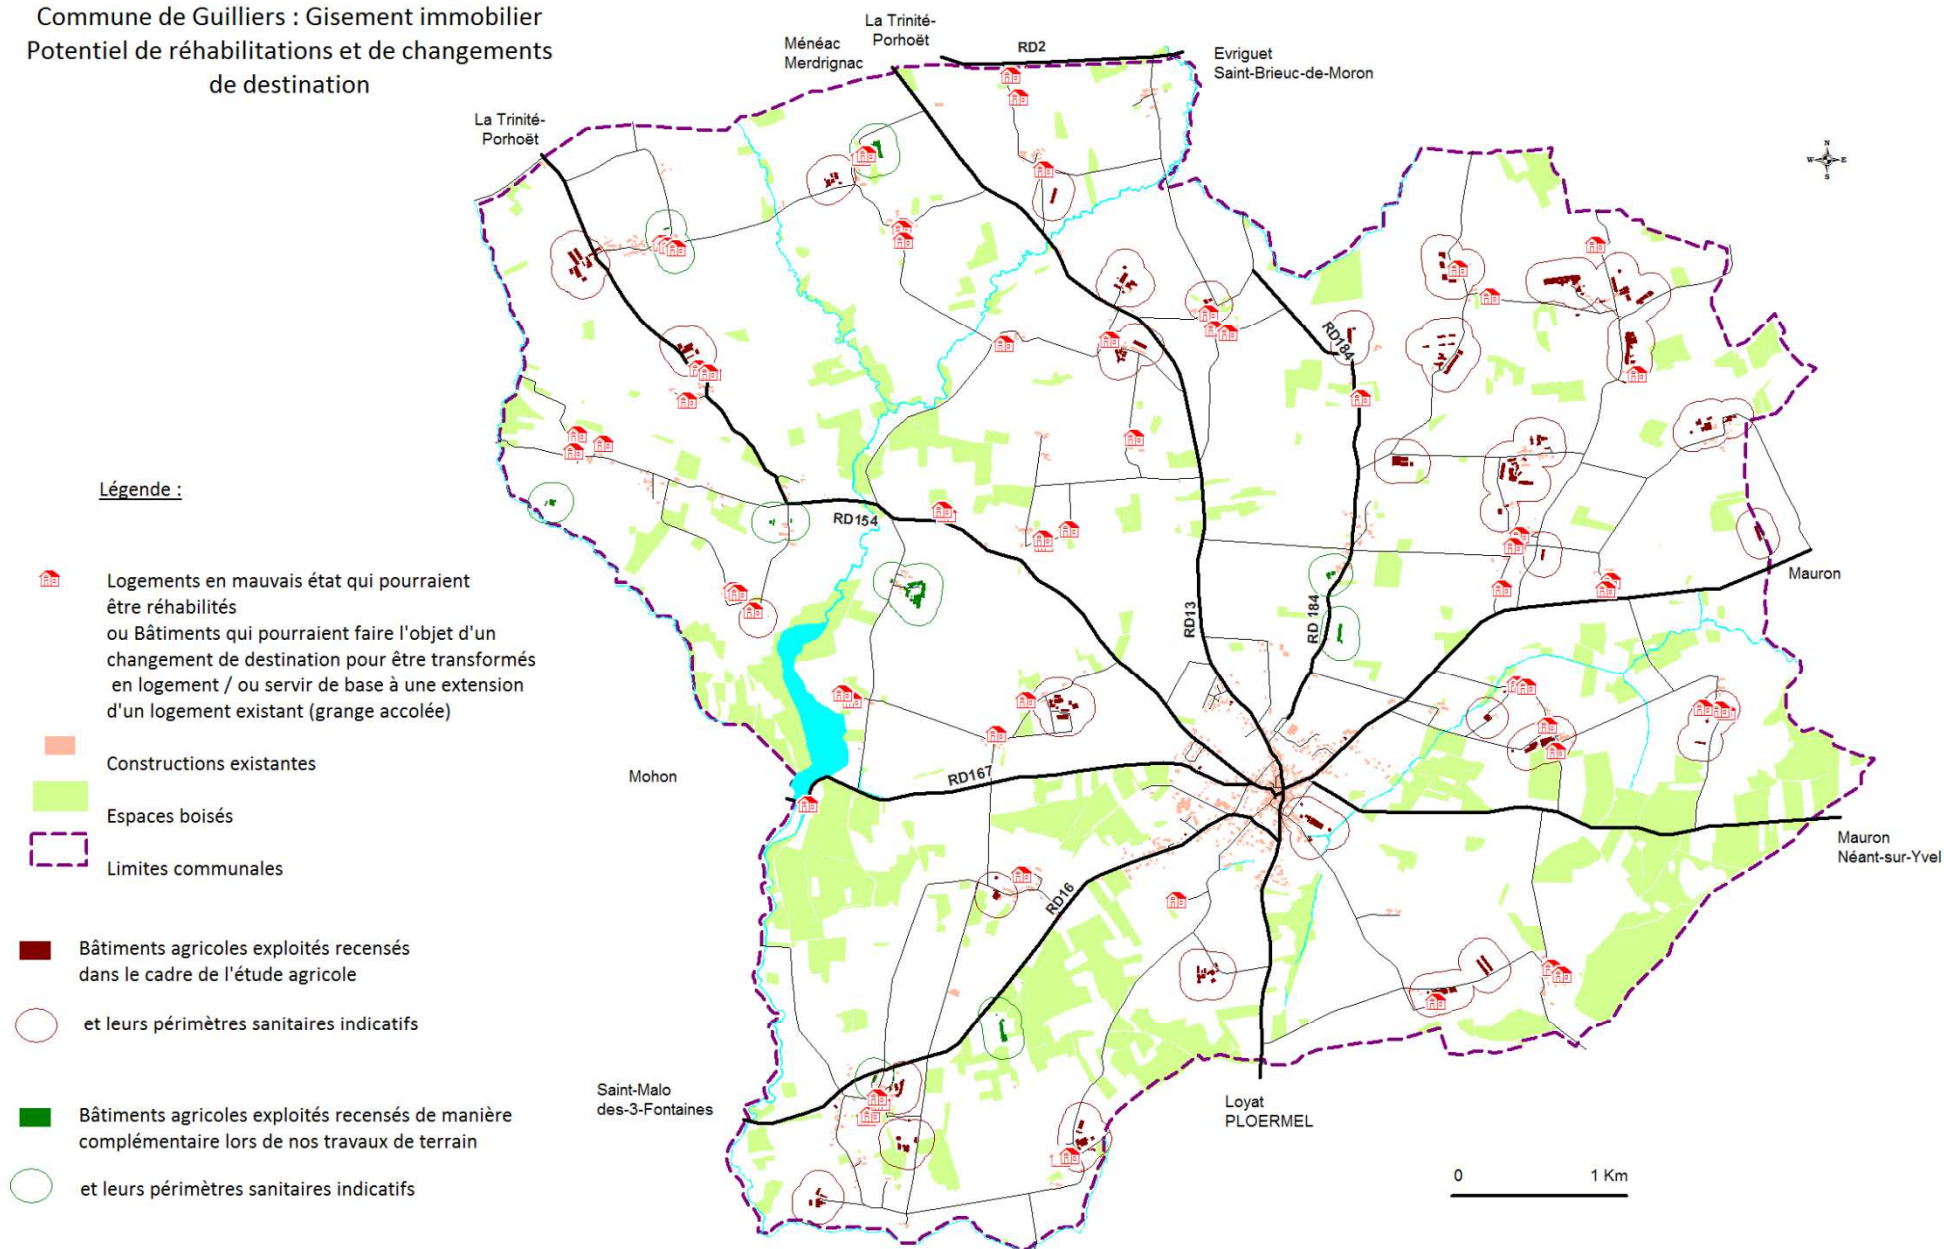 Commune de Guilliers : Gisement immobilier
Potentiel de réhabilitations et de changements
de destination
La Trinité-
Porhoët
Ménéac
Merdrignac
RD2
Evriguet
Saint-Brieuc-de-Moron
La Trinité-
Porhoët
N
W
E
S
RD184
RD154
RD13
RD 184
Mauron
Mohon
RD167
Mauron
Néant-sur-Yvel
RD16
Saint-Malo
des-3-Fontaines
Loyat
PLOERMEL
0
1 Km
Légende :
Logements en mauvais état qui pourraient
être réhabilités
ou Bâtiments qui pourraient faire l'objet d'un
changement de destination pour être transformés
en logement / ou servir de base à une extension
d'un logement existant (grange accolée)
Constructions existantes
Espaces boisés
Limites communales
Bâtiments agricoles exploités recensés
dans le cadre de l'étude agricole
et leurs périmètres sanitaires indicatifs
Bâtiments agricoles exploités recensés de manière
complémentaire lors de nos travaux de terrain
et leurs périmètres sanitaires indicatifs